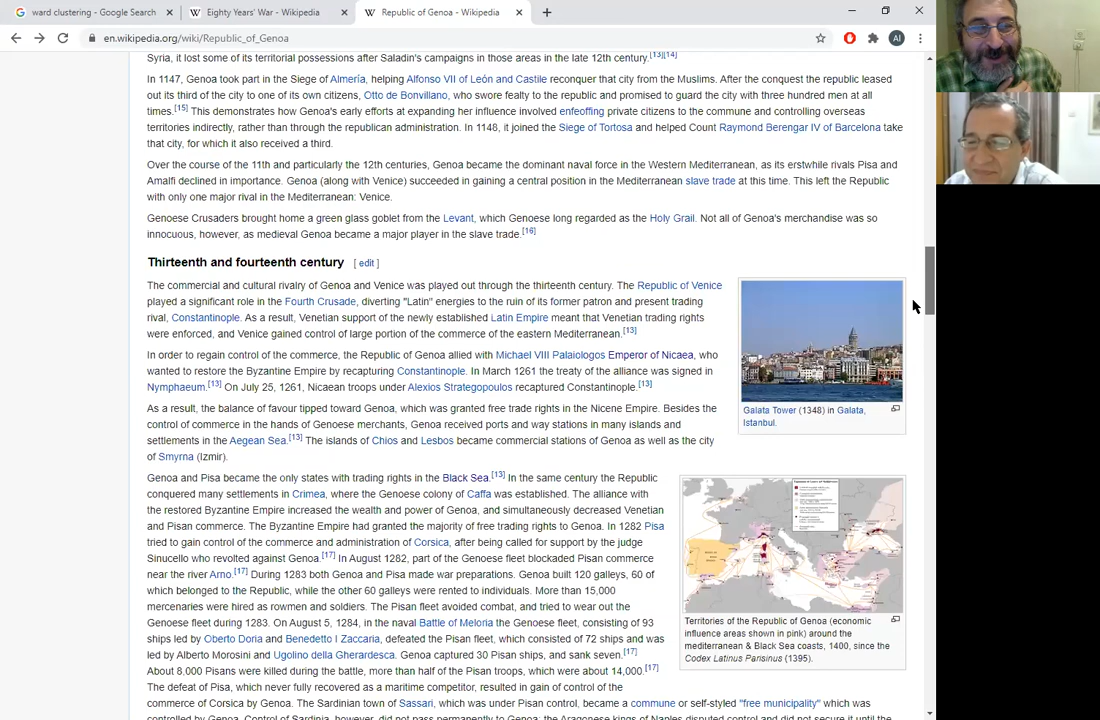 ward clustering - Google Search
Eighty Years' War - Wikipedia
Republic of Genoa - Wikipedia
en.wikipedia.org/wiki/Republic_of_Genoa
AI
Syria, it lost some of its territorial possessions after Saladin's campaigns in those areas in the late 12th century.[13][14]
In 1147, Genoa took part in the Siege of Almería, helping Alfonso VII of León and Castile reconquer that city from the Muslims. After the conquest the republic leased
out its third of the city to one of its own citizens, Otto de Bonvillano, who swore fealty to the republic and promised to guard the city with three hundred men at all
times.[15] This demonstrates how Genoa's early efforts at expanding her influence involved enfeoffing private citizens to the commune and controlling overseas
territories indirectly, rather than through the republican administration. In 1148, it joined the Siege of Tortosa and helped Count Raymond Berengar IV of Barcelona take
that city, for which it also received a third.
Over the course of the 11th and particularly the 12th centuries, Genoa became the dominant naval force in the Western Mediterranean, as its erstwhile rivals Pisa and
Amalfi declined in importance. Genoa (along with Venice) succeeded in gaining a central position in the Mediterranean slave trade at this time. This left the Republic
with only one major rival in the Mediterranean: Venice.
Genoese Crusaders brought home a green glass goblet from the Levant, which Genoese long regarded as the Holy Grail. Not all of Genoa's merchandise was so
innocuous, however, as medieval Genoa became a major player in the slave trade.[16]
Thirteenth and fourteenth century [ edit ]
The commercial and cultural rivalry of Genoa and Venice was played out through the thirteenth century. The Republic of Venice
played a significant role in the Fourth Crusade, diverting "Latin" energies to the ruin of its former patron and present trading
rival, Constantinople. As a result, Venetian support of the newly established Latin Empire meant that Venetian trading rights
were enforced, and Venice gained control of large portion of the commerce of the eastern Mediterranean.[13]
In order to regain control of the commerce, the Republic of Genoa allied with Michael VIII Palaiologos Emperor of Nicaea, who
wanted to restore the Byzantine Empire by recapturing Constantinople. In March 1261 the treaty of the alliance was signed in
Nymphaeum.[13] On July 25, 1261, Nicaean troops under Alexios Strategopoulos recaptured Constantinople.[13]
As a result, the balance of favour tipped toward Genoa, which was granted free trade rights in the Nicene Empire. Besides the
control of commerce in the hands of Genoese merchants, Genoa received ports and way stations in many islands and
settlements in the Aegean Sea.[13] The islands of Chios and Lesbos became commercial stations of Genoa as well as the city
of Smyrna (Izmir).
Galata Tower (1348) in Galata,
Istanbul.
Genoa and Pisa became the only states with trading rights in the Black Sea.[13] In the same century the Republic
conquered many settlements in Crimea, where the Genoese colony of Caffa was established. The alliance with
the restored Byzantine Empire increased the wealth and power of Genoa, and simultaneously decreased Venetian
and Pisan commerce. The Byzantine Empire had granted the majority of free trading rights to Genoa. In 1282 Pisa
tried to gain control of the commerce and administration of Corsica, after being called for support by the judge
Sinucello who revolted against Genoa.[17] In August 1282, part of the Genoese fleet blockaded Pisan commerce
near the river Arno.[17] During 1283 both Genoa and Pisa made war preparations. Genoa built 120 galleys, 60 of
which belonged to the Republic, while the other 60 galleys were rented to individuals. More than 15,000
mercenaries were hired as rowmen and soldiers. The Pisan fleet avoided combat, and tried to wear out the
Genoese fleet during 1283. On August 5, 1284, in the naval Battle of Meloria the Genoese fleet, consisting of 93
ships led by Oberto Doria and Benedetto I Zaccaria, defeated the Pisan fleet, which consisted of 72 ships and was
led by Alberto Morosini and Ugolino della Gherardesca. Genoa captured 30 Pisan ships, and sank seven.[17]
About 8,000 Pisans were killed during the battle, more than half of the Pisan troops, which were about 14,000.[17]
The defeat of Pisa, which never fully recovered as a maritime competitor, resulted in gain of control of the
commerce of Corsica by Genoa. The Sardinian town of Sassari, which was under Pisan control, became a commune or self-styled "free municipality" which was
controlled by Genoa. Control of Sardinia, however, did not pass permanently to Genoa: the Aragonese kings of Naples disputed control and did not secure it until the
Territories of the Republic of Genoa (economic
influence areas shown in pink) around the
mediterranean & Black Sea coasts, 1400, since the
Codex Latinus Parisinus (1395).